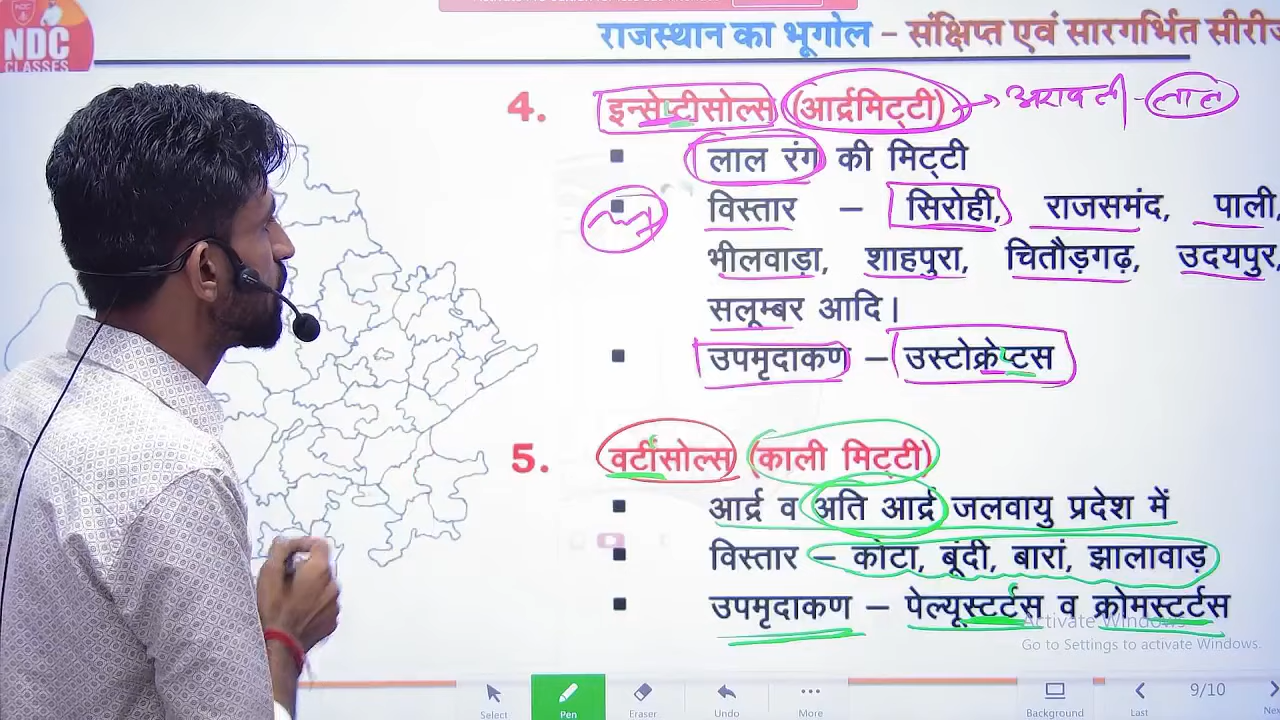 NDC
CLASSES
राजस्थान का भूगोल – संक्षिप्त एवं सारगर्भित सीरीज
4. इन्सेप्टीसोल्स (आर्द्रमिट्टी) → अरावली - लाल
▪ लाल रंग की मिट्टी
▪ विस्तार – सिरोही, राजसमंद, पाली,
भीलवाड़ा, शाहपुरा, चितौड़गढ़, उदयपुर,
सलूम्बर आदि।
▪ उपमृदाकण – उस्टोक्रेप्टस
5. वर्टीसोल्स (काली मिट्टी)
▪ आर्द्र व अति आर्द्र जलवायु प्रदेश में
▪ विस्तार – कोटा, बूंदी, बारां, झालावाड़
▪ उपमृदाकण – पेल्यूस्टर्टस व क्रोमस्टर्टस
Activate Windows
Go to Settings to activate Windows.
Select Pen Eraser Undo More Background Last 9/10 Next